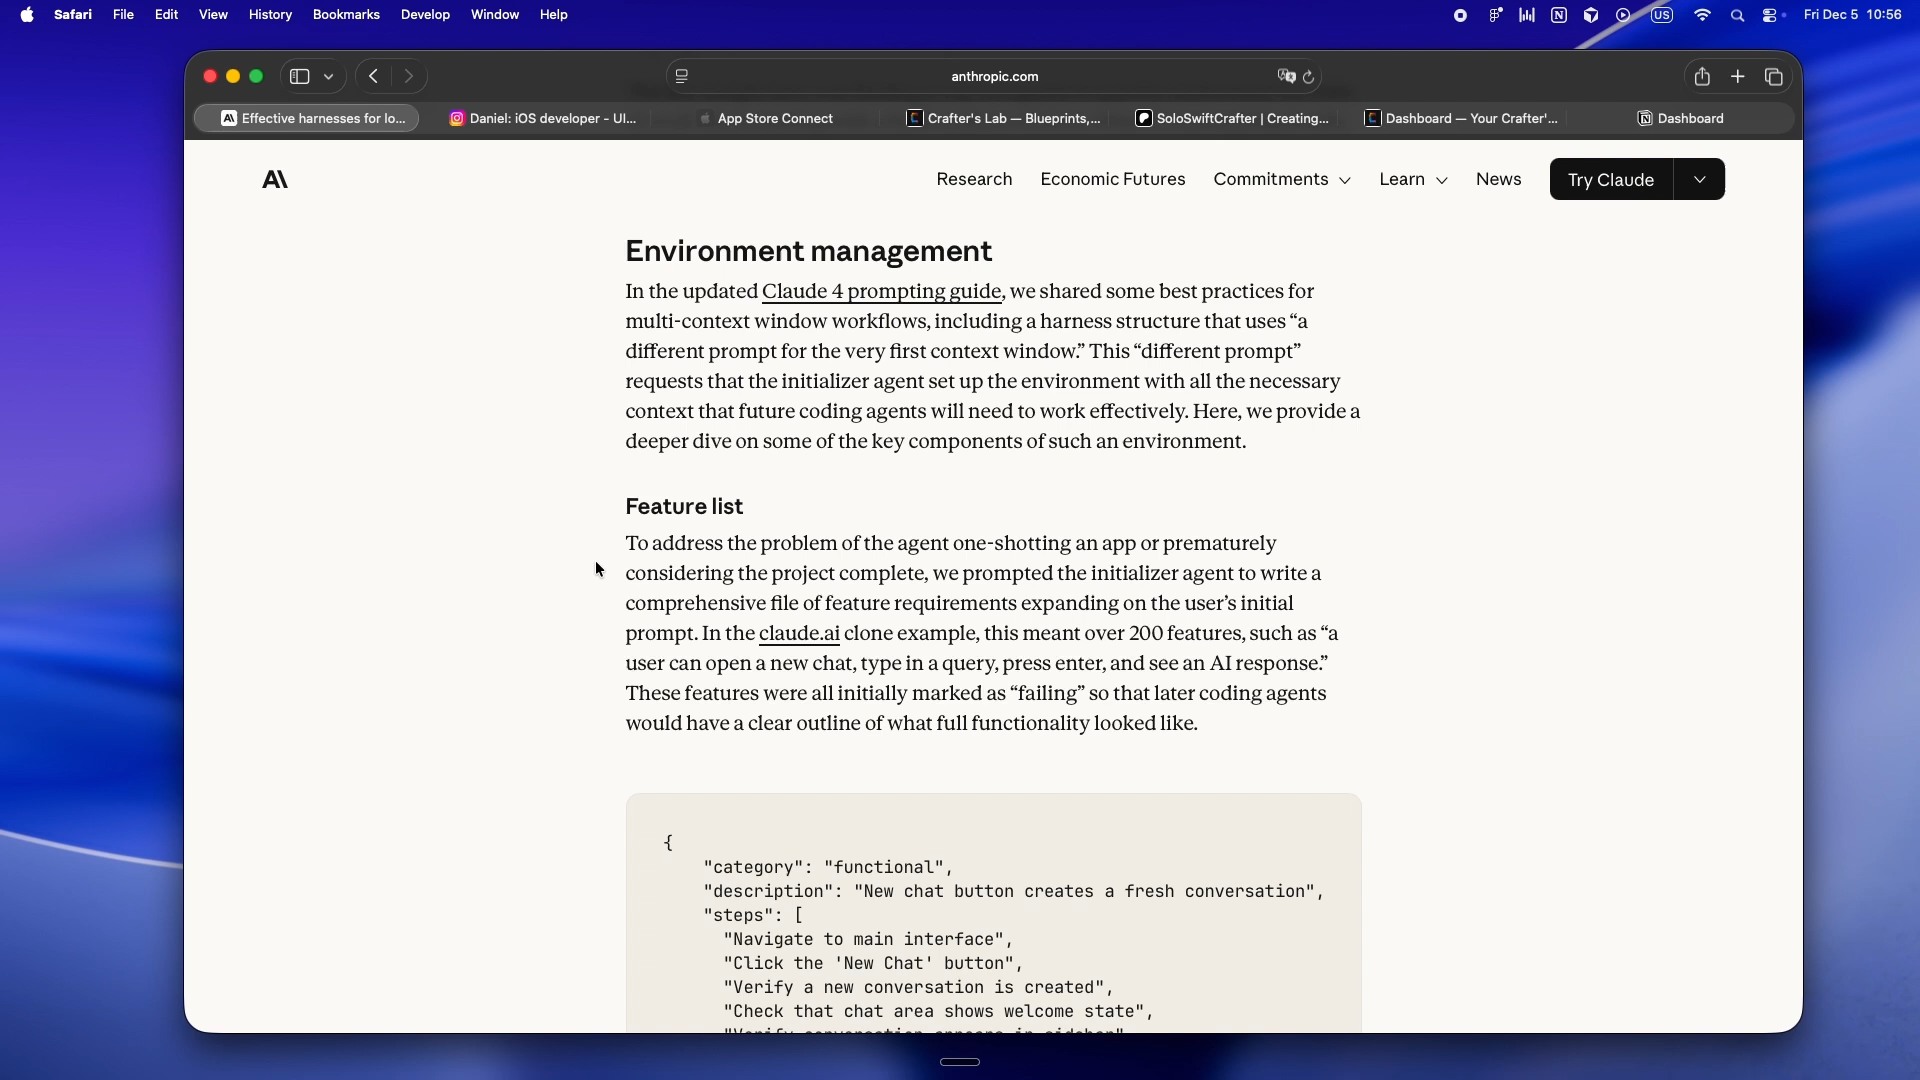 Safari File Edit View History Bookmarks Develop Window Help
US Fri Dec 5 10:56
anthropic.com
Effective harnesses for lo...
Daniel: iOS developer - UI...
App Store Connect
Crafter's Lab — Blueprints,...
SoloSwiftCrafter | Creating...
Dashboard — Your Crafter'...
Dashboard
Research Economic Futures Commitments Learn News Try Claude
Environment management
In the updated Claude 4 prompting guide, we shared some best practices for
multi-context window workflows, including a harness structure that uses “a
different prompt for the very first context window.” This “different prompt”
requests that the initializer agent set up the environment with all the necessary
context that future coding agents will need to work effectively. Here, we provide a
deeper dive on some of the key components of such an environment.
Feature list
To address the problem of the agent one-shotting an app or prematurely
considering the project complete, we prompted the initializer agent to write a
comprehensive file of feature requirements expanding on the user’s initial
prompt. In the claude.ai clone example, this meant over 200 features, such as “a
user can open a new chat, type in a query, press enter, and see an AI response.”
These features were all initially marked as “failing” so that later coding agents
would have a clear outline of what full functionality looked like.
{
"category": "functional",
"description": "New chat button creates a fresh conversation",
"steps": [
"Navigate to main interface",
"Click the 'New Chat' button",
"Verify a new conversation is created",
"Check that chat area shows welcome state",